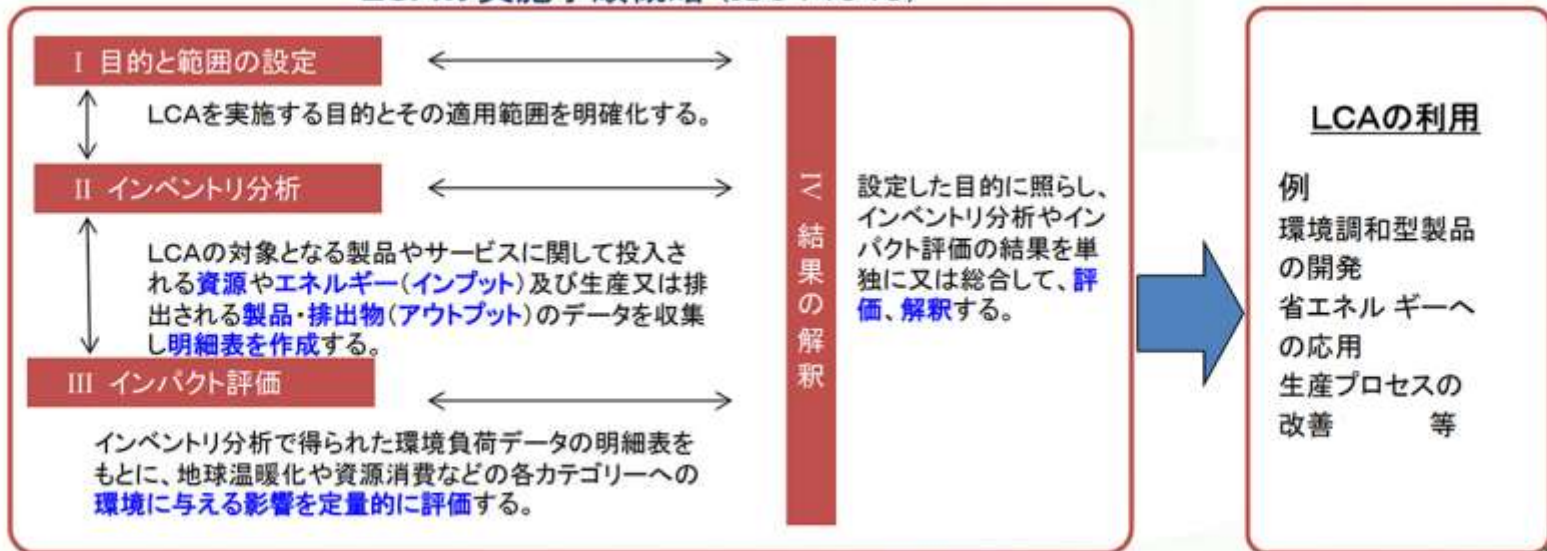 Ⅰ 目的と範囲の設定
LCAを実施する目的とその適用範囲を明確化する。
Ⅱ インベントリ分析
LCAの対象となる製品やサービスに関して投入さ
れる資源やエネルギー(インプット)及び生産又は排
出される製品・排出物(アウトプット)のデータを収集
し明細表を作成する。
Ⅲ インパクト評価
インベントリ分析で得られた環境負荷データの明細表を
もとに、地球温暖化や資源消費などの各カテゴリーへの
環境に与える影響を定量的に評価する。
Ⅳ 結果の解釈
設定した目的に照らし、
インベントリ分析やイン
パクト評価の結果を単
独に又は総合して、評
価、解釈する。
LCAの利用
例
環境調和型製品
の開発
省エネル ギーへ
の応用
生産プロセスの
改善 等